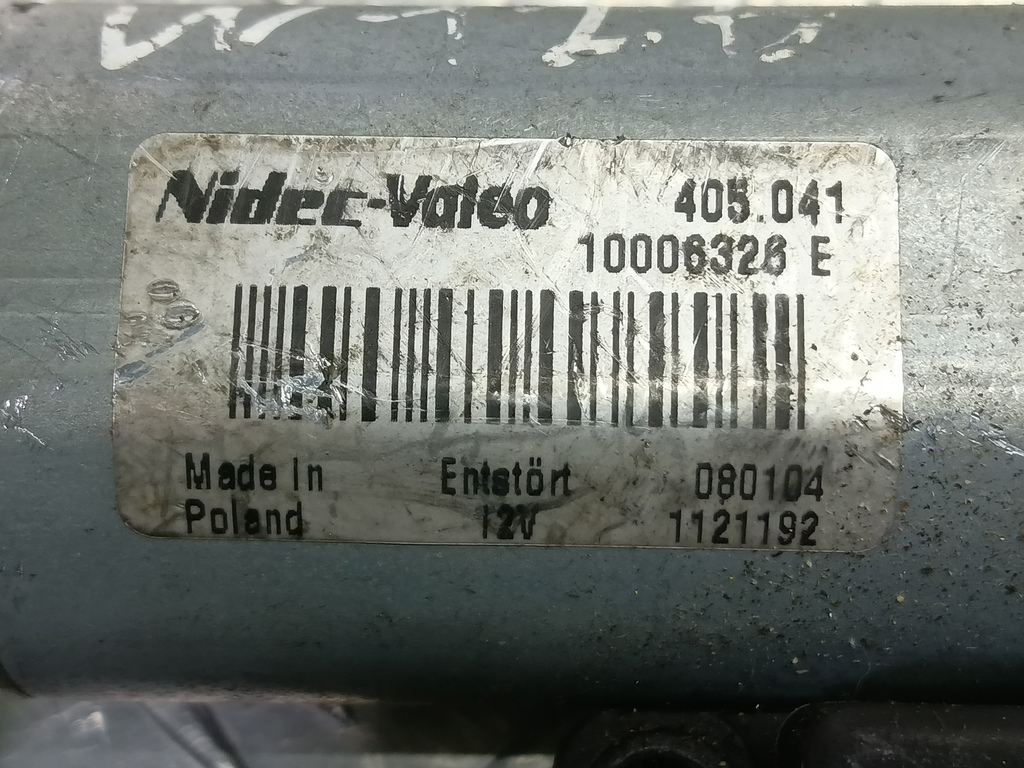 Nidec-Valeo 405.041
10006326 E
Made In Entstört 080104
Poland 12V 1121192